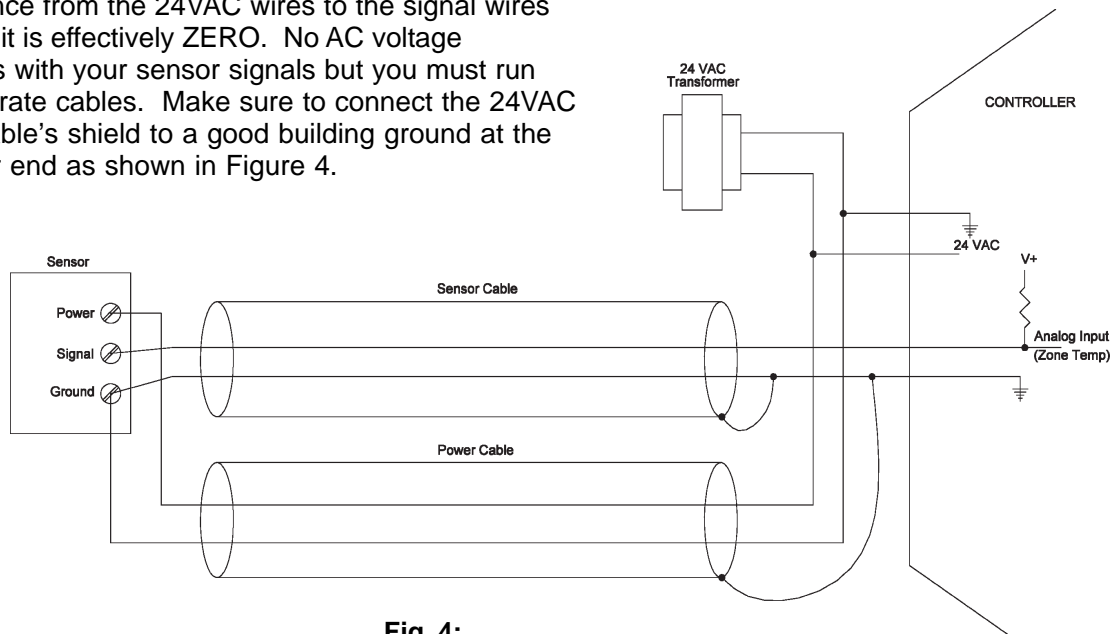 nce from the 24VAC wires to the signal wires
it is effectively ZERO. No AC voltage
s with your sensor signals but you must run
rate cables. Make sure to connect the 24VAC
ble's shield to a good building ground at the
r end as shown in Figure 4.
24 VAC
Transformer
CONTROLLER
24 VAC
V+
Analog Input
(Zone Temp)
Sensor
Power
Signal
Ground
Sensor Cable
Power Cable
Fig. 4: